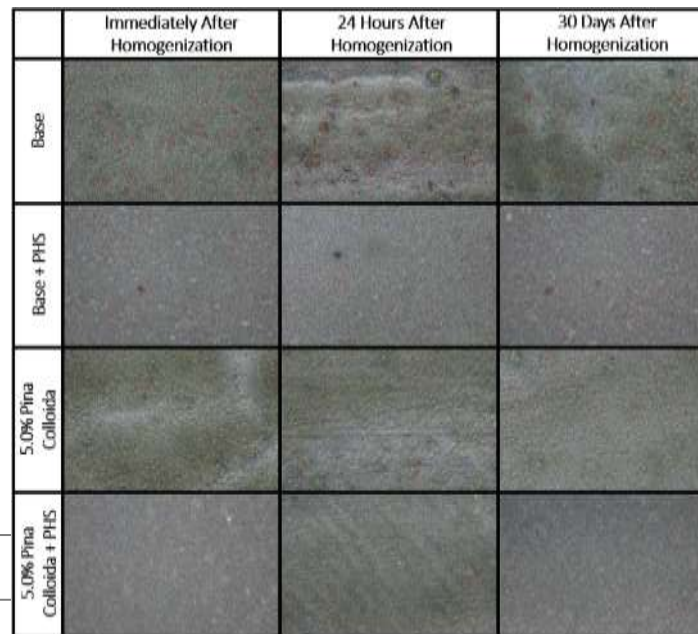 Immediately After
Homogenization
24 Hours After
Homogenization
30 Days After
Homogenization
Base
Base + PHS
5.0% Pina
Colloida
5.0% Pina
Colloida + PHS